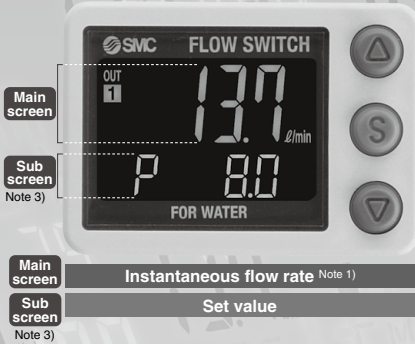 SMC FLOW SWITCH
OUT
1
13.7
ℓ/min
Main
screen
P 8.0
Sub
screen
Note 3)
S
FOR WATER
Main
screen
Instantaneous flow rate Note 1)
Sub
screen
Set value
Note 3)